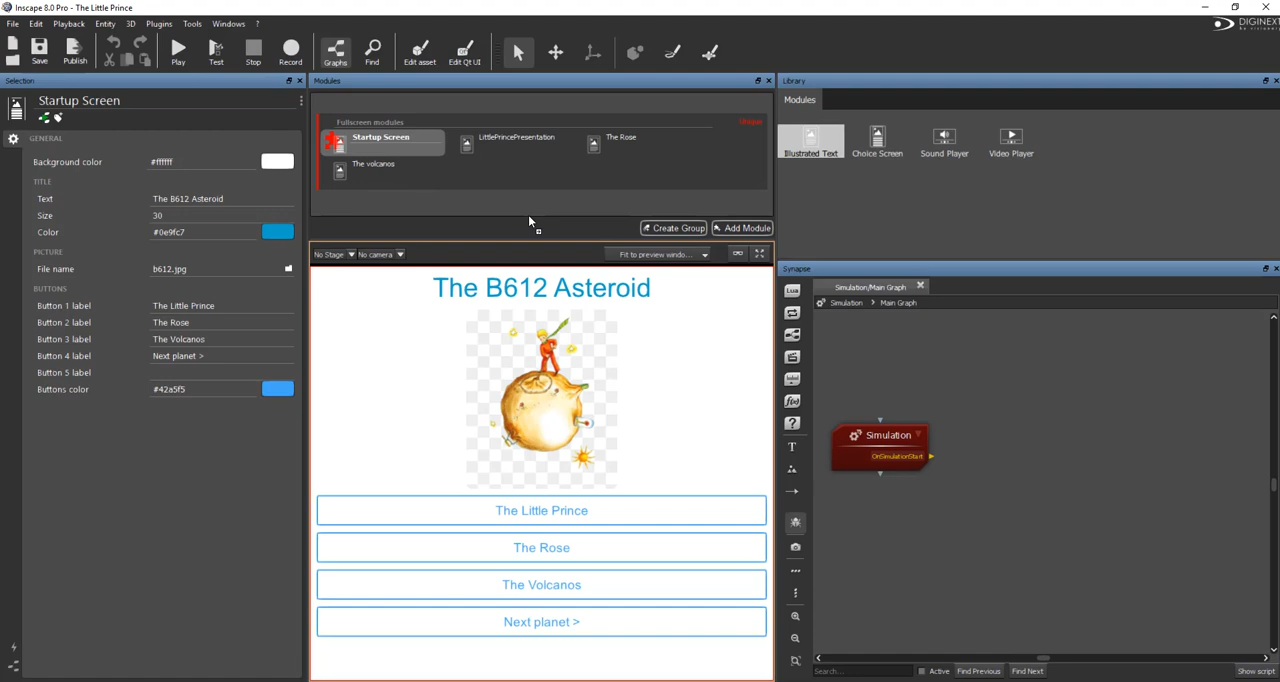 Inscape 8.0 Pro - The Little Prince
File Edit Playback Entity 3D Plugins Tools Windows ?
DIGINEXT
Save Publish Play Test Stop Record Graphs Find Edit asset Edit Qt UI
Selection
Startup Screen
GENERAL
Background color #ffffff
TITLE
Text The B612 Asteroid
Size 30
Color #0e9fc7
PICTURE
File name b612.jpg
BUTTONS
Button 1 label The Little Prince
Button 2 label The Rose
Button 3 label The Volcanos
Button 4 label Next planet >
Button 5 label
Buttons color #42a5f5
Modules
Fullscreen modules Unique
Startup Screen LittlePrincePresentation The Rose
The volcanos
Create Group Add Module
No Stage No camera Fit to preview windo...
The B612 Asteroid
The Little Prince
The Rose
The Volcanos
Next planet >
Library
Modules
Illustrated Text Choice Screen Sound Player Video Player
Synapse
Simulation/Main Graph
Simulation > Main Graph
Lua
f(x)
?
T
Simulation
OnSimulationStart
Search... Active Find Previous Find Next Show script